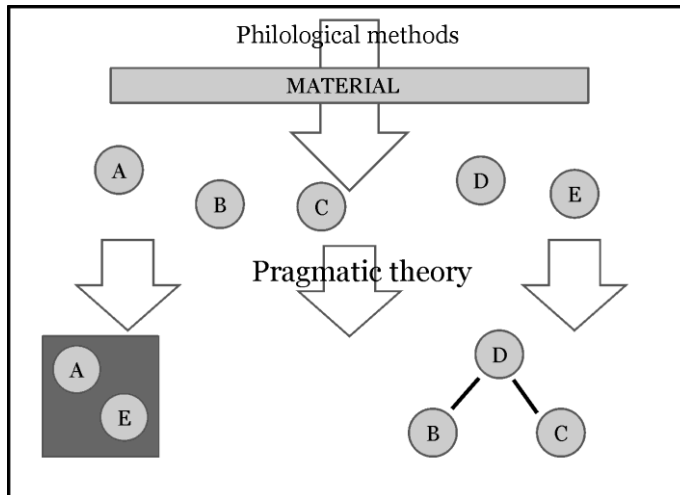 Philological methods
MATERIAL
A
B
C
D
E
Pragmatic theory
A
E
D
B
C